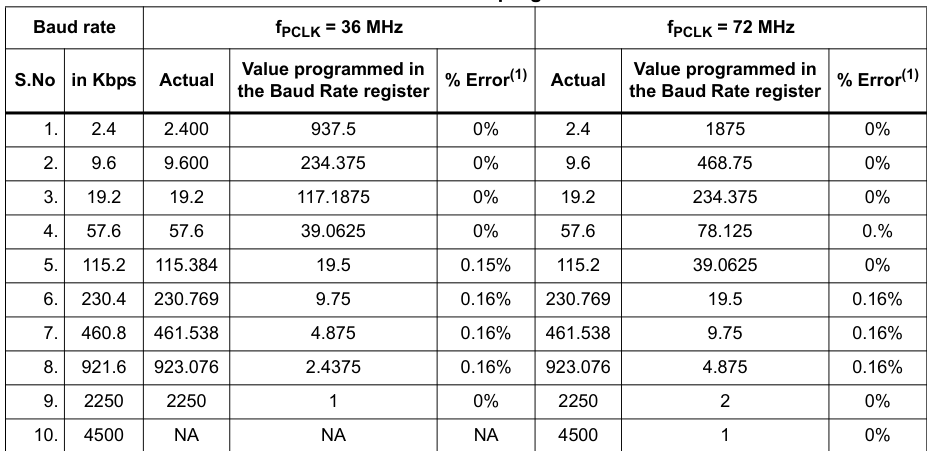 Baud rate fPCLK = 36 MHz fPCLK = 72 MHz
S.No in Kbps Actual Value programmed in the Baud Rate register % Error(1) Actual Value programmed in the Baud Rate register % Error(1)
1. 2.4 2.400 937.5 0% 2.4 1875 0%
2. 9.6 9.600 234.375 0% 9.6 468.75 0%
3. 19.2 19.2 117.1875 0% 19.2 234.375 0%
4. 57.6 57.6 39.0625 0% 57.6 78.125 0.%
5. 115.2 115.384 19.5 0.15% 115.2 39.0625 0%
6. 230.4 230.769 9.75 0.16% 230.769 19.5 0.16%
7. 460.8 461.538 4.875 0.16% 461.538 9.75 0.16%
8. 921.6 923.076 2.4375 0.16% 923.076 4.875 0.16%
9. 2250 2250 1 0% 2250 2 0%
10. 4500 NA NA NA 4500 1 0%